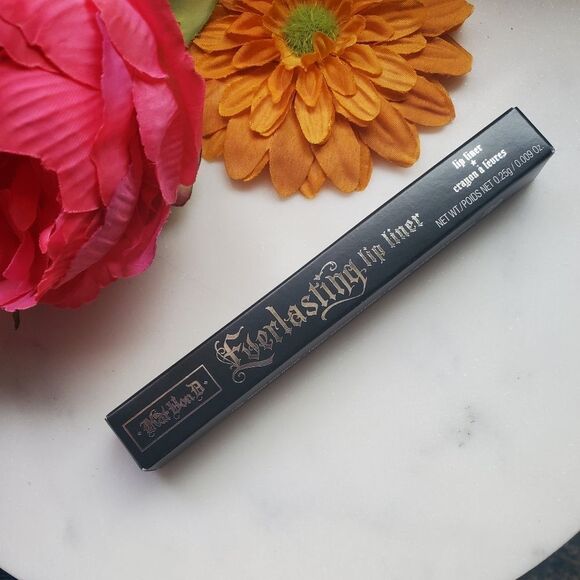 Kat Von D
Everlasting lip liner
lip liner
★
crayon à lèvres
NET WT/POIDS NET 0.25g / 0.009 Oz